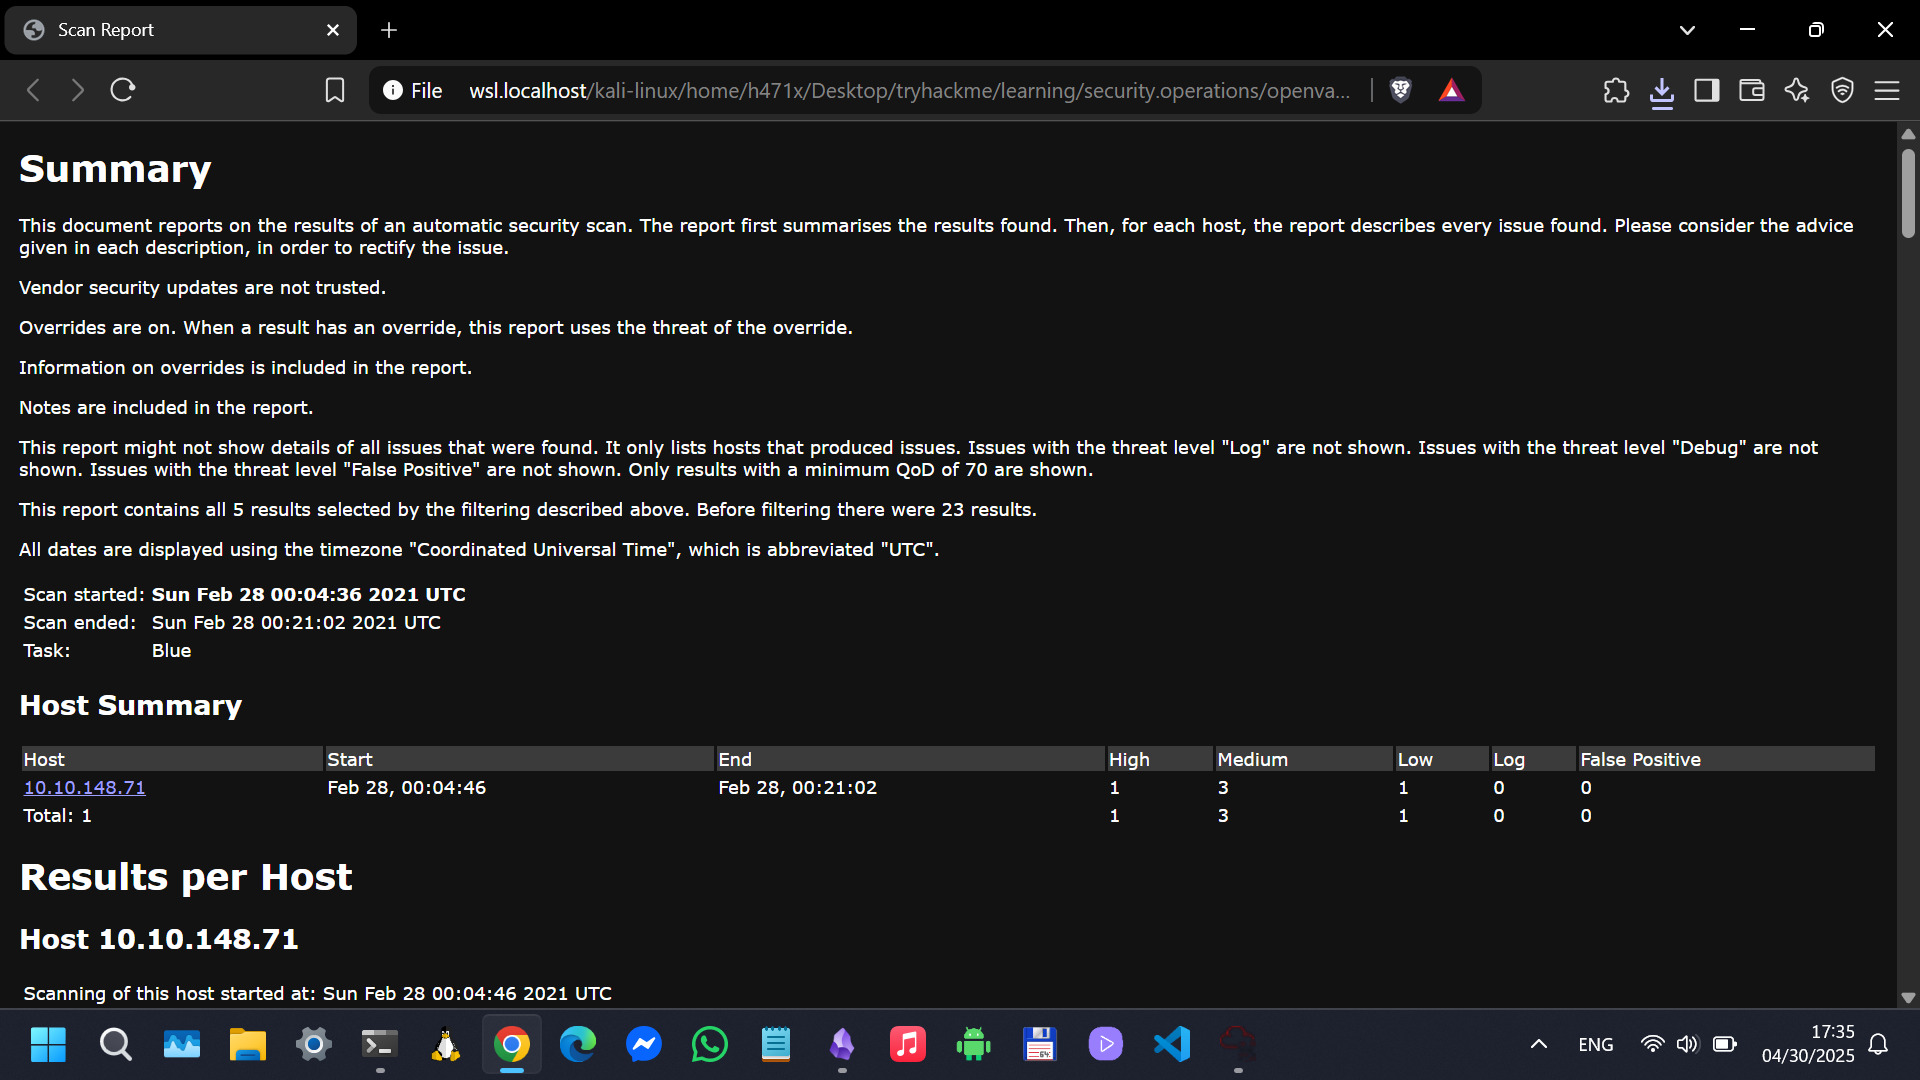 Scan Report
File wsl.localhost/kali-linux/home/h471x/Desktop/tryhackme/learning/security.operations/openva...
Summary
This document reports on the results of an automatic security scan. The report first summarises the results found. Then, for each host, the report describes every issue found. Please consider the advice
given in each description, in order to rectify the issue.
Vendor security updates are not trusted.
Overrides are on. When a result has an override, this report uses the threat of the override.
Information on overrides is included in the report.
Notes are included in the report.
This report might not show details of all issues that were found. It only lists hosts that produced issues. Issues with the threat level "Log" are not shown. Issues with the threat level "Debug" are not
shown. Issues with the threat level "False Positive" are not shown. Only results with a minimum QoD of 70 are shown.
This report contains all 5 results selected by the filtering described above. Before filtering there were 23 results.
All dates are displayed using the timezone "Coordinated Universal Time", which is abbreviated "UTC".
Scan started: Sun Feb 28 00:04:36 2021 UTC
Scan ended: Sun Feb 28 00:21:02 2021 UTC
Task: Blue
Host Summary
Host Start End High Medium Low Log False Positive
10.10.148.71 Feb 28, 00:04:46 Feb 28, 00:21:02 1 3 1 0 0
Total: 1 1 3 1 0 0
Results per Host
Host 10.10.148.71
Scanning of this host started at: Sun Feb 28 00:04:46 2021 UTC
64
ENG
17:35
04/30/2025